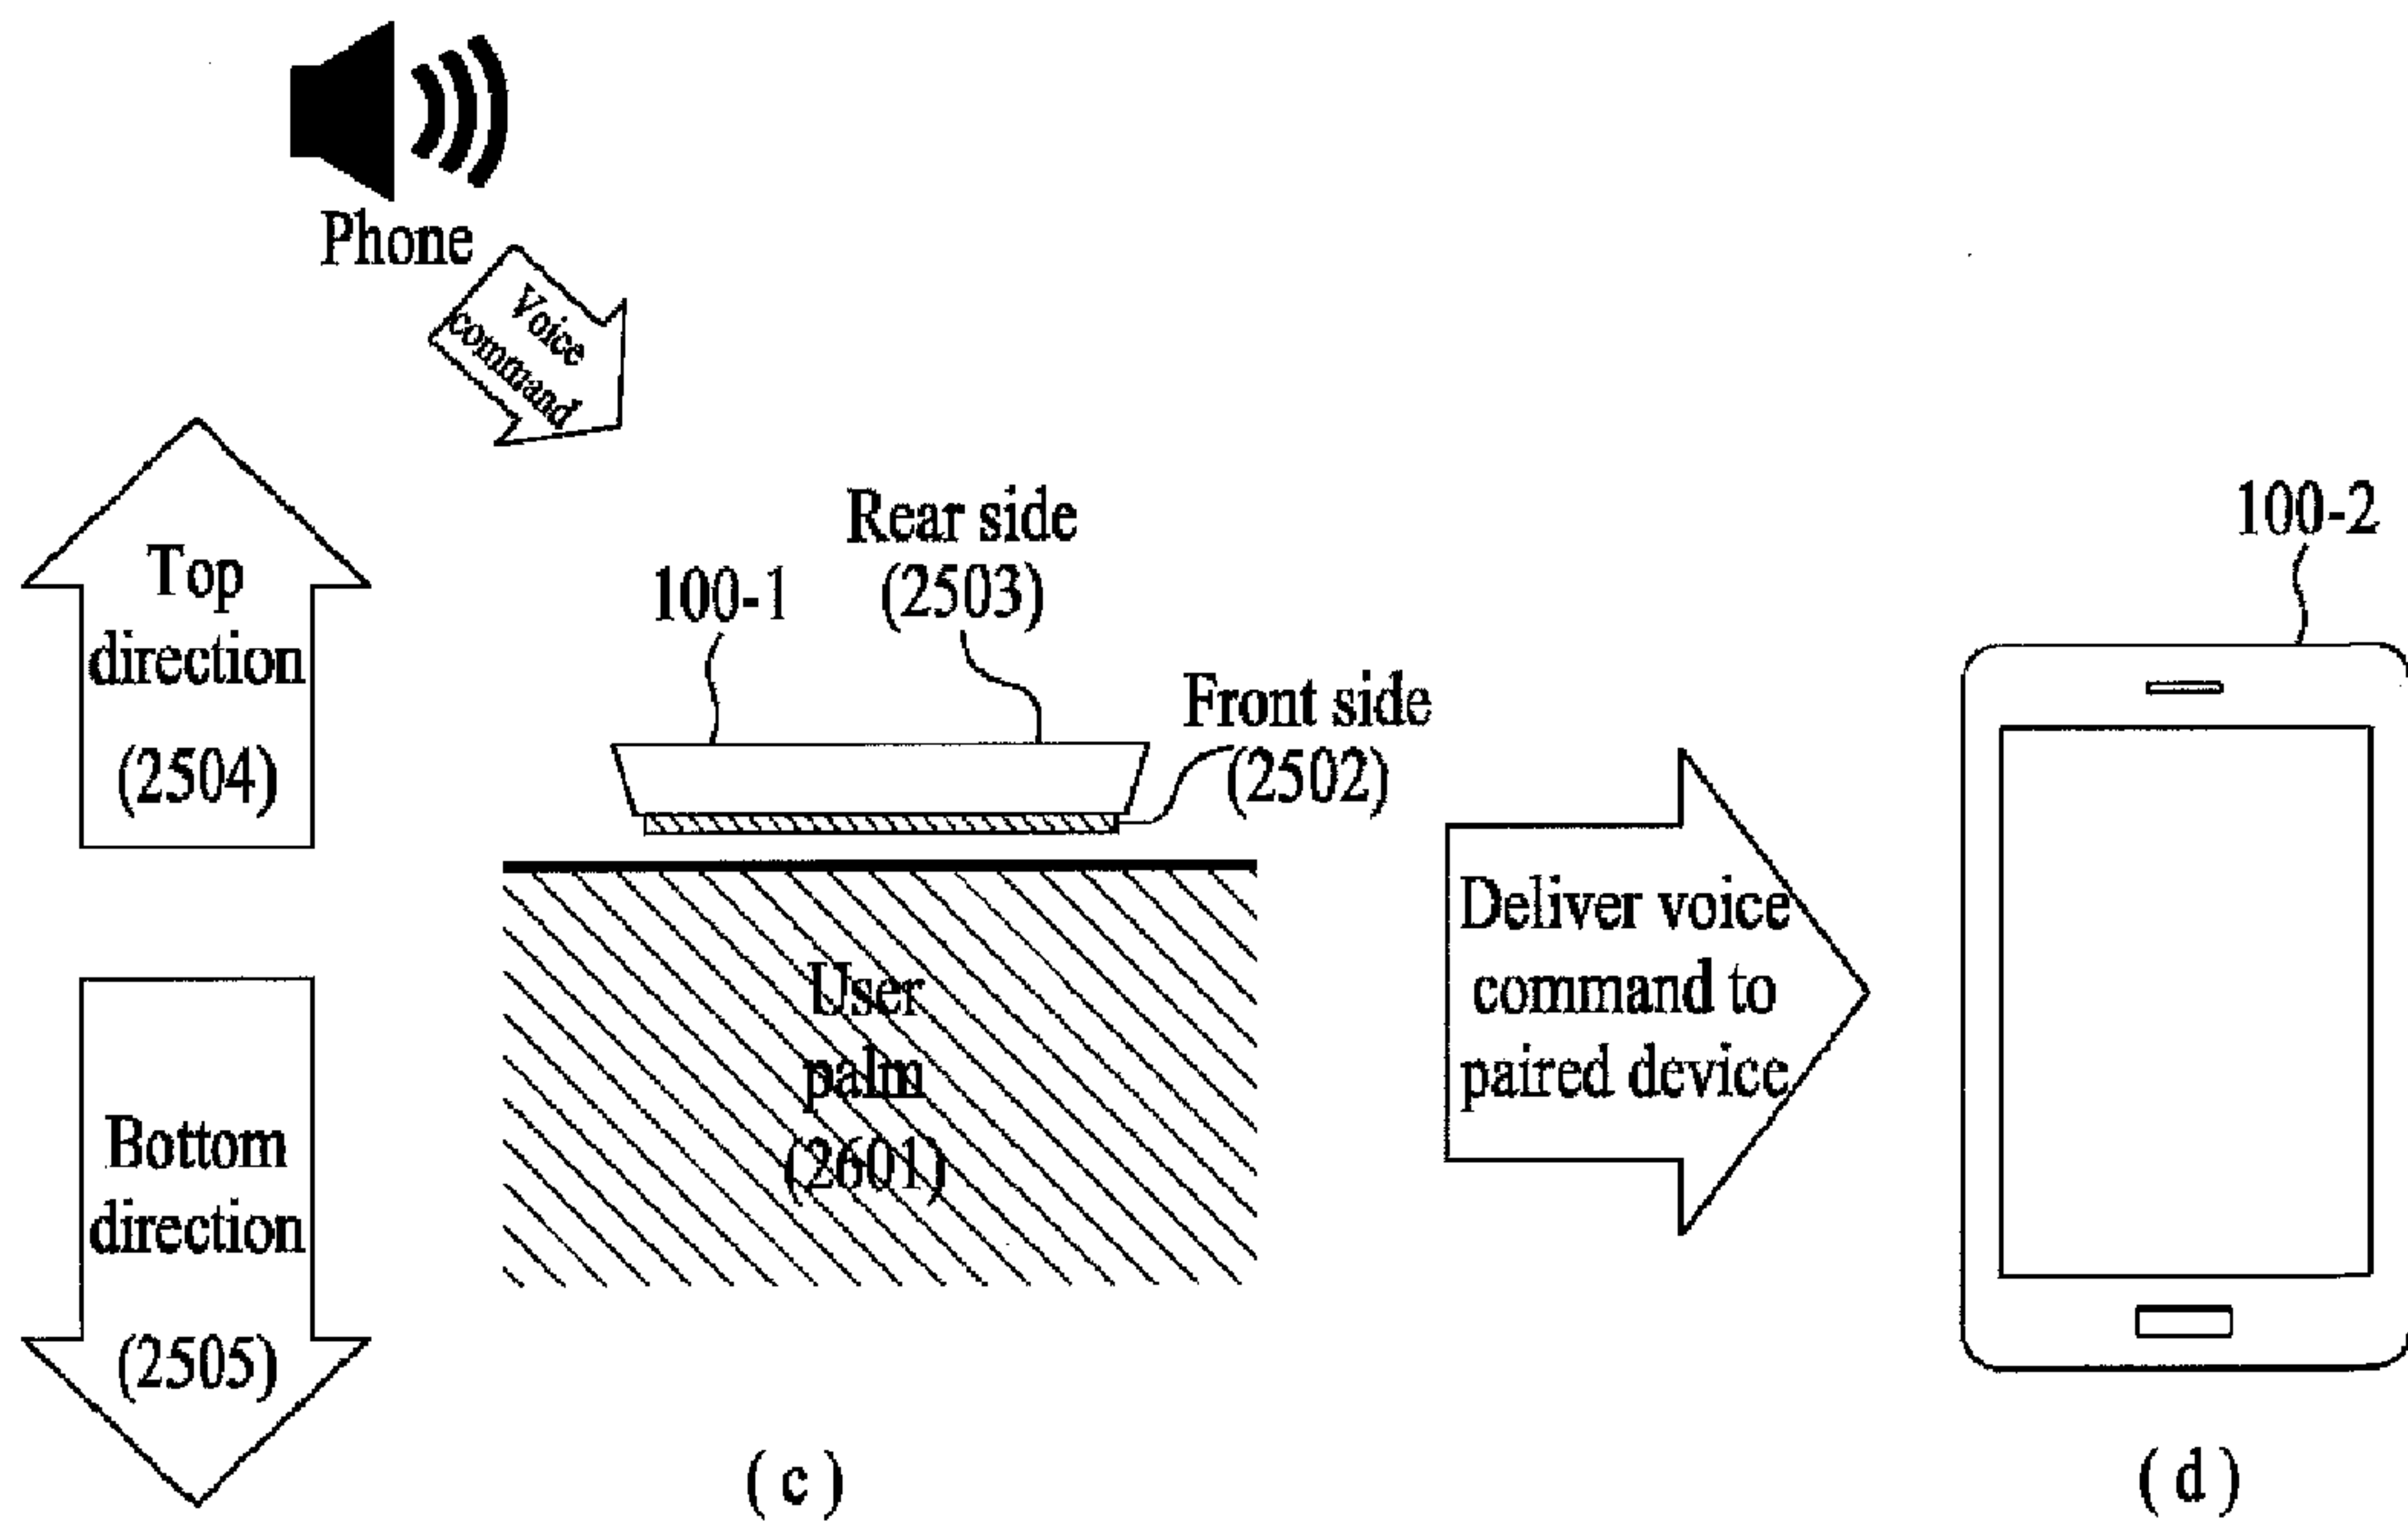 Phone
Voice
command
Top
direction
(2504)
Bottom
direction
(2505)
100-1
Rear side
(2503)
Front side
(2502)
User
palm
(2601)
Deliver voice
command to
paired device
100-2
( c )
( d )